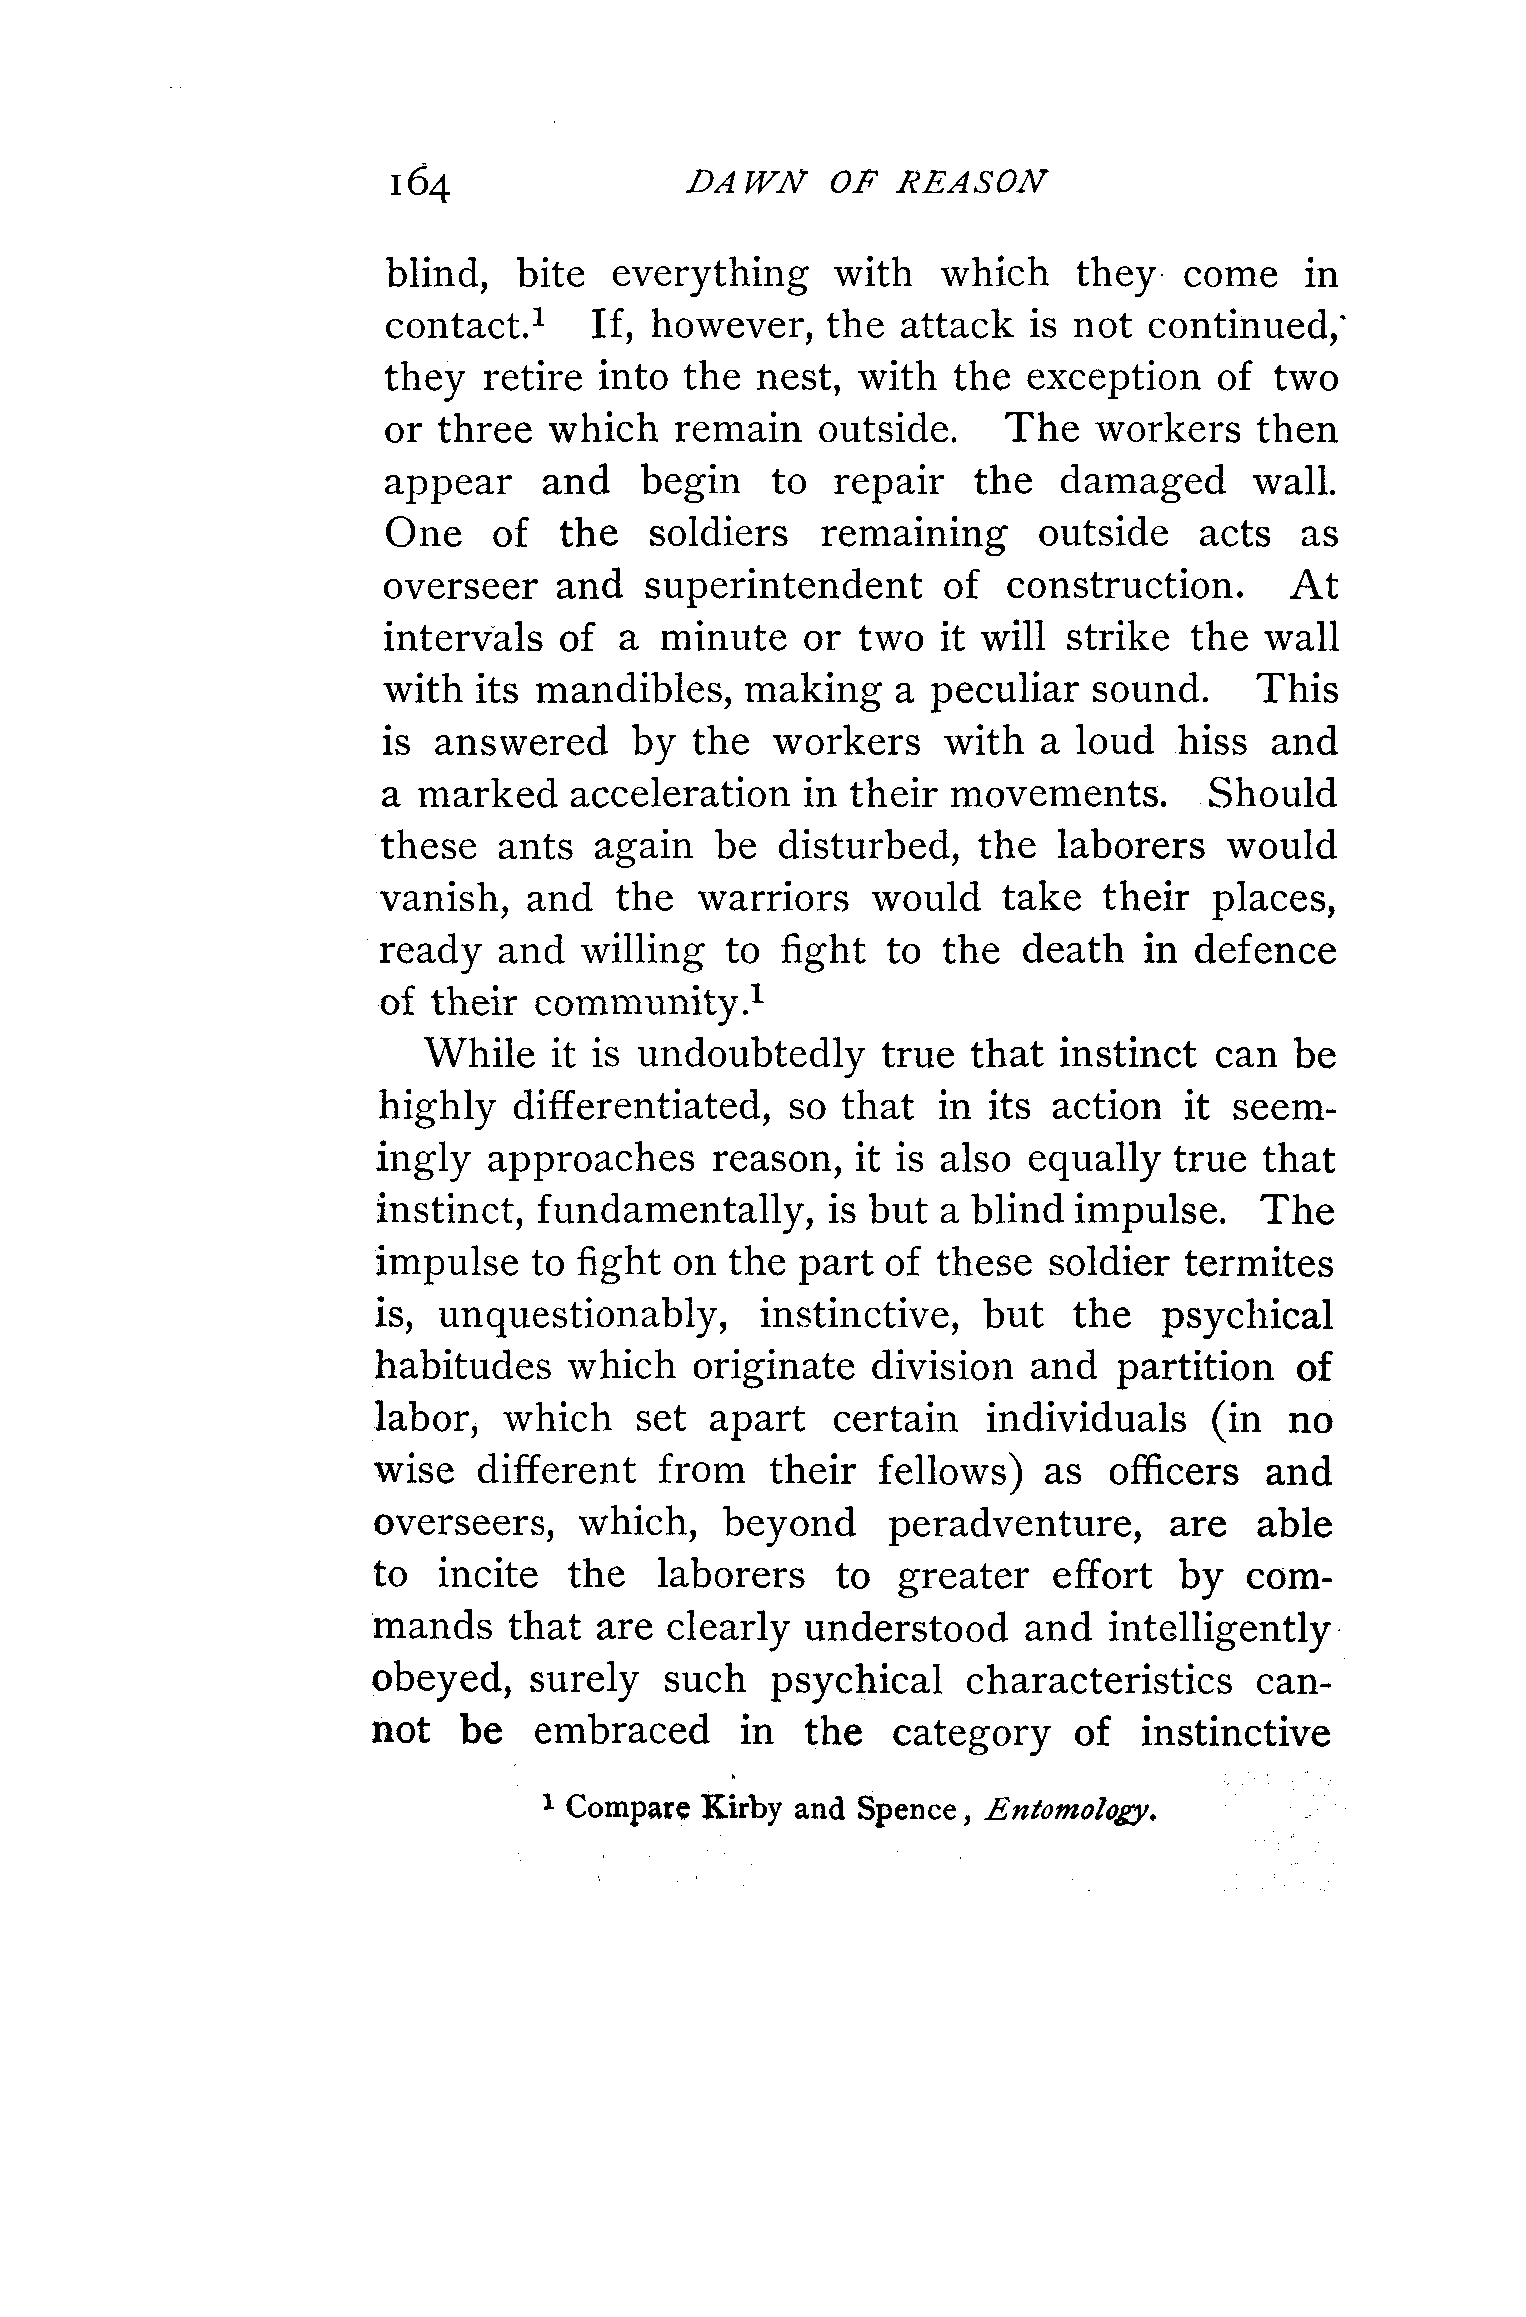 164 DAWN OF REASON
blind, bite everything with which they come in
contact.¹ If, however, the attack is not continued,
they retire into the nest, with the exception of two
or three which remain outside. The workers then
appear and begin to repair the damaged wall.
One of the soldiers remaining outside acts as
overseer and superintendent of construction. At
intervals of a minute or two it will strike the wall
with its mandibles, making a peculiar sound. This
is answered by the workers with a loud hiss and
a marked acceleration in their movements. Should
these ants again be disturbed, the laborers would
vanish, and the warriors would take their places,
ready and willing to fight to the death in defence
of their community.¹
While it is undoubtedly true that instinct can be
highly differentiated, so that in its action it seem-
ingly approaches reason, it is also equally true that
instinct, fundamentally, is but a blind impulse. The
impulse to fight on the part of these soldier termites
is, unquestionably, instinctive, but the psychical
habitudes which originate division and partition of
labor, which set apart certain individuals (in no
wise different from their fellows) as officers and
overseers, which, beyond peradventure, are able
to incite the laborers to greater effort by com-
mands that are clearly understood and intelligently
obeyed, surely such psychical characteristics can-
not be embraced in the category of instinctive
¹ Compare Kirby and Spence, Entomology.